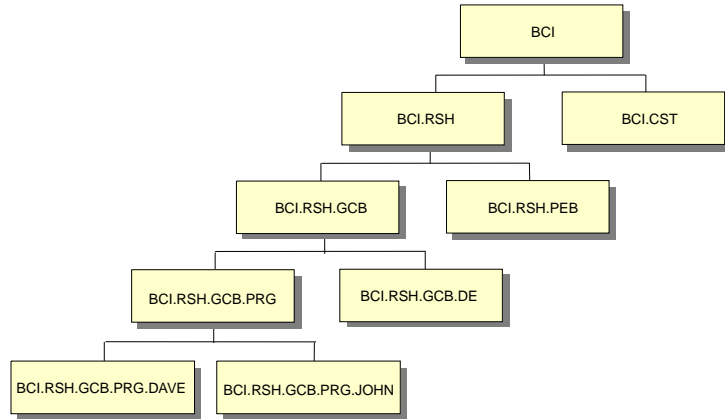 BCI
BCI.RSH
BCI.CST
BCI.RSH.GCB
BCI.RSH.PEB
BCI.RSH.GCB.PRG
BCI.RSH.GCB.DE
BCI.RSH.GCB.PRG.DAVE
BCI.RSH.GCB.PRG.JOHN